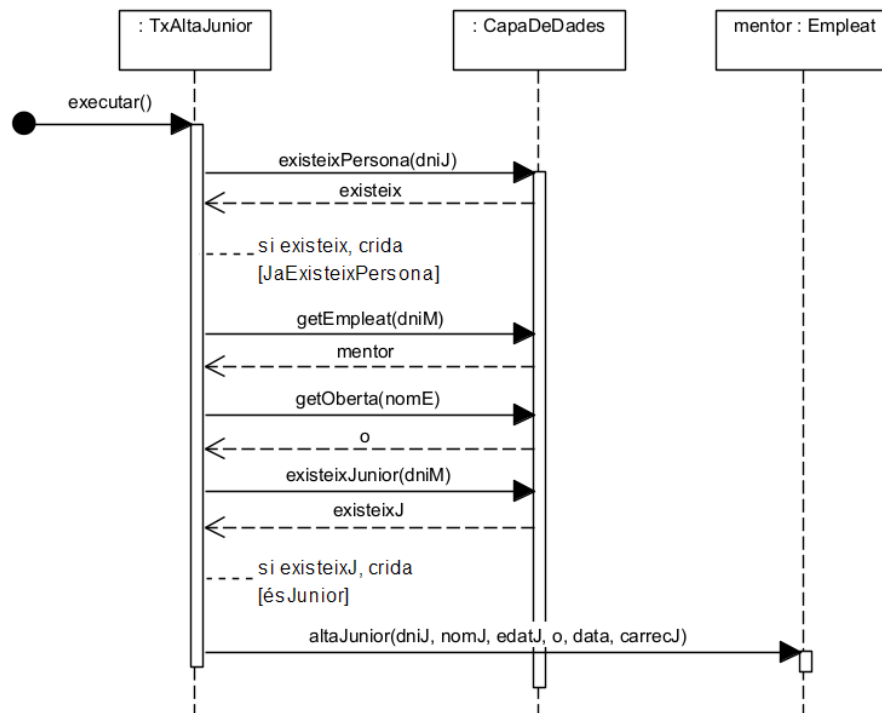 : TxAltaJunior
: CapaDeDades
mentor : Empleat
executar()
existeixPersona(dniJ)
existeix
si existeix, crida
[JaExisteixPersona]
getEmpleat(dniM)
mentor
getOberta(nomE)
o
existeixJunior(dniM)
existeixJ
si existeixJ, crida
[ésJunior]
altaJunior(dniJ, nomJ, edatJ, o, data, carrecJ)